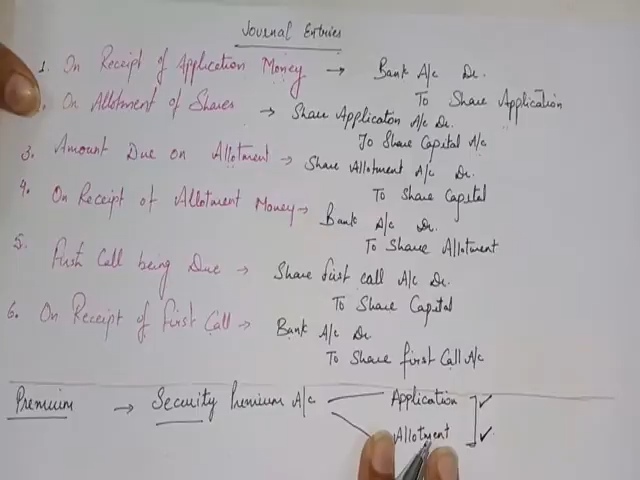 Journal Entries
1. On Receipt of Application Money → Bank A/c Dr.
To Share Application
On Allotment of Shares → Share Application A/c Dr.
To Share Capital A/c
3. Amount Due on Allotment → Share Allotment A/c Dr.
To Share Capital
4. On Receipt of Allotment Money → Bank A/c Dr.
To Share Allotment
5. First Call being Due → Share first call A/c Dr.
To Share Capital
6. On Receipt of First Call → Bank A/c Dr
To Share first Call A/c
Premium → Security Premium A/c Application ✓
Allotment ✓